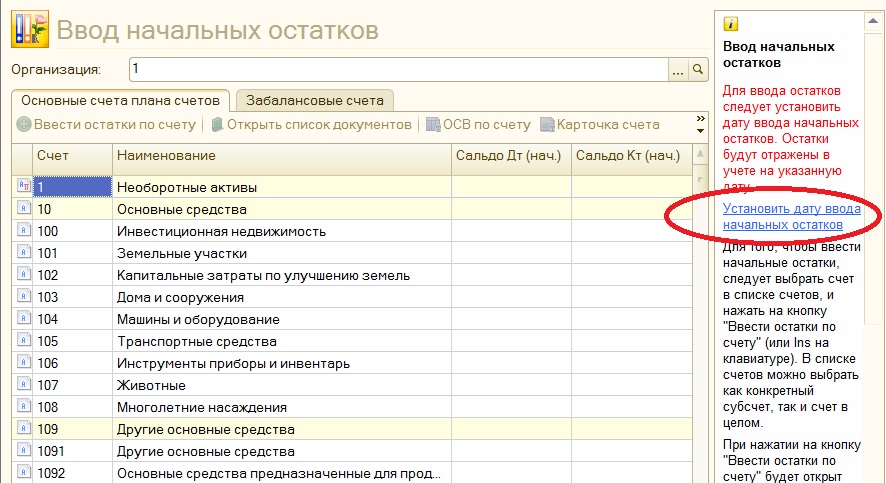 Ввод начальных остатков
Организация: 1 ...
Основные счета плана счетов Забалансовые счета
Ввести остатки по счету Открыть список документов ОСВ по счету Карточка счета »
Счет Наименование Сальдо Дт (нач.) Сальдо Кт (нач.)
1 Необоротные активы
10 Основные средства
100 Инвестиционная недвижимость
101 Земельные участки
102 Капитальные затраты по улучшению земель
103 Дома и сооружения
104 Машины и оборудование
105 Транспортные средства
106 Инструменты приборы и инвентарь
107 Животные
108 Многолетние насаждения
109 Другие основные средства
1091 Другие основные средства
1092 Основные средства предназначенные для прод...
Ввод начальных
остатков
Для ввода остатков
следует установить
дату ввода начальных
остатков. Остатки
будут отражены в
учете на указанную
дату.
Установить дату ввода
начальных остатков
Для того, чтобы ввести
начальные остатки,
следует выбрать счет
в списке счетов, и
нажать на кнопку
"Ввести остатки по
счету" (или Ins на
клавиатуре). В списке
счетов можно выбрать
как конкретный
субсчет, так и счет в
целом.
При нажатии на кнопку
"Ввести остатки по
счету" будет открыт